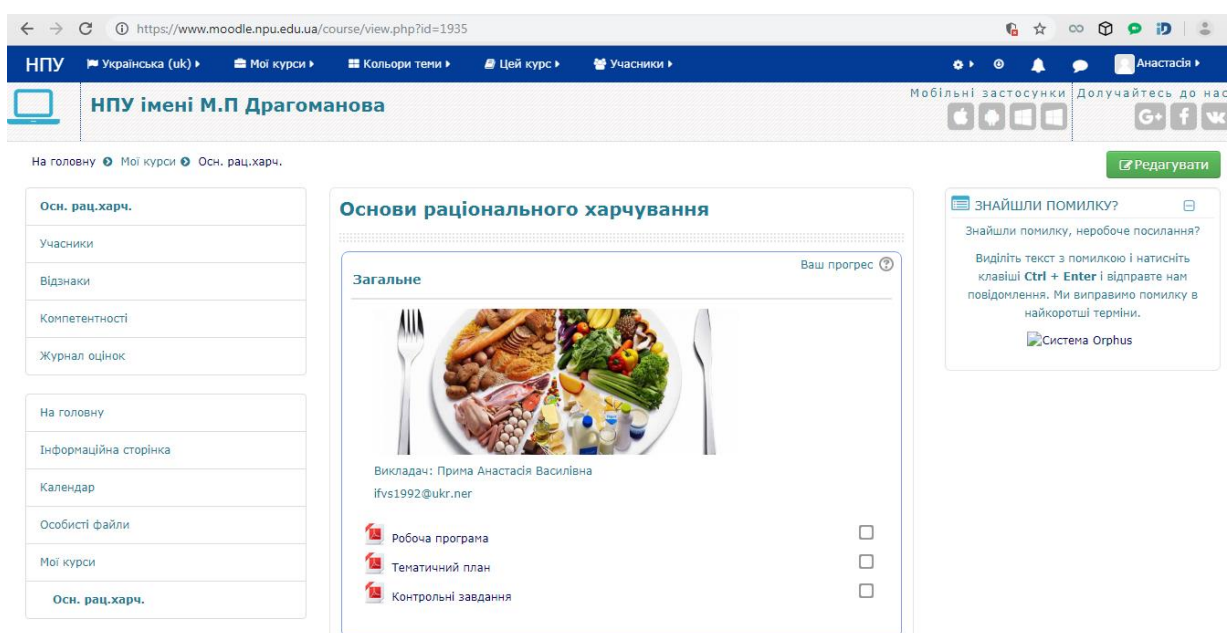 https://www.moodle.npu.edu.ua/course/view.php?id=1935
НПУ Українська (uk) Мої курси Кольори теми Цей курс Учасники Анастасія
НПУ імені М.П Драгоманова
Мобільні застосунки Долучайтесь до нас
На головну Мої курси Осн. рац.харч.
Редагувати
Осн. рац.харч.
Учасники
Відзнаки
Компетентності
Журнал оцінок
На головну
Інформаційна сторінка
Календар
Особисті файли
Мої курси
Осн. рац.харч.
Основи раціонального харчування
Ваш прогрес
Загальне
Викладач: Прима Анастасія Василівна
ifvs1992@ukr.ner
Робоча програма
Тематичний план
Контрольні завдання
ЗНАЙШЛИ ПОМИЛКУ?
Знайшли помилку, неробоче посилання?
Виділіть текст з помилкою і натисніть
клавіші Ctrl + Enter і відправте нам
повідомлення. Ми виправимо помилку в
найкоротші терміни.
Система Orphus